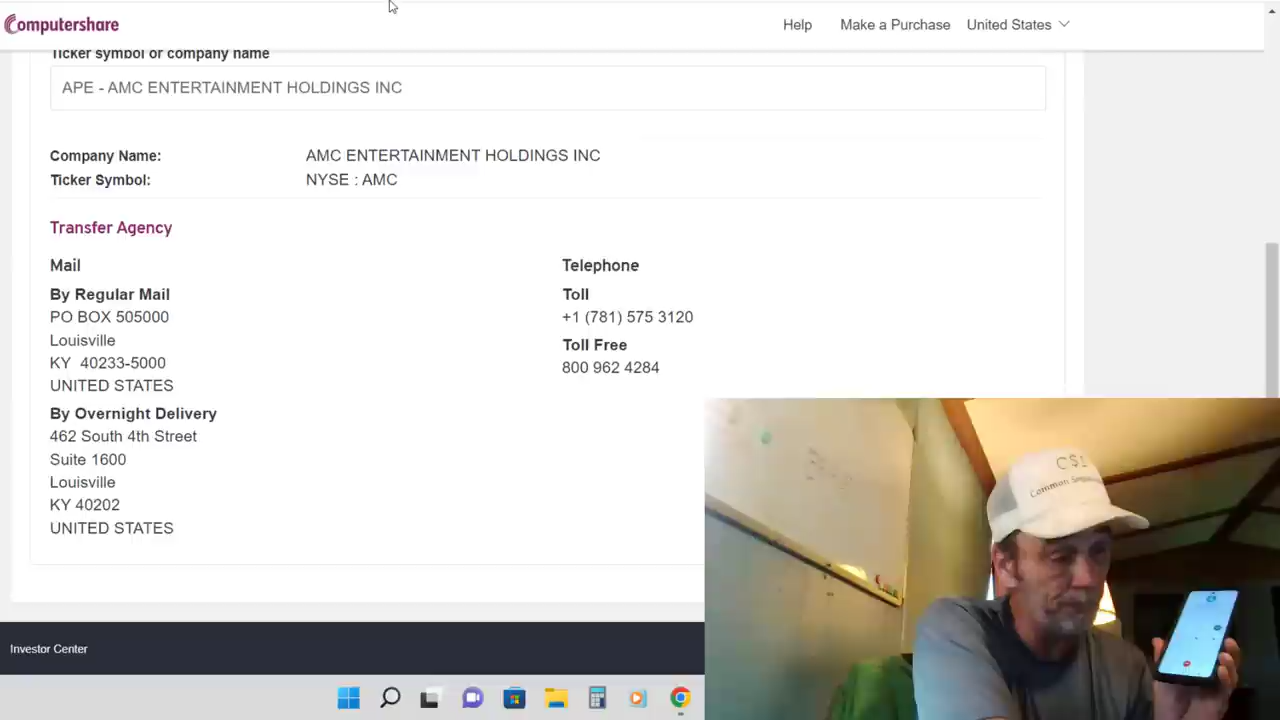 Computershare
Help
Make a Purchase
United States
Ticker symbol or company name
APE - AMC ENTERTAINMENT HOLDINGS INC
Company Name:
AMC ENTERTAINMENT HOLDINGS INC
Ticker Symbol:
NYSE : AMC
Transfer Agency
Mail
By Regular Mail
PO BOX 505000
Louisville
KY 40233-5000
UNITED STATES
By Overnight Delivery
462 South 4th Street
Suite 1600
Louisville
KY 40202
UNITED STATES
Telephone
Toll
+1 (781) 575 3120
Toll Free
800 962 4284
Investor Center
Common